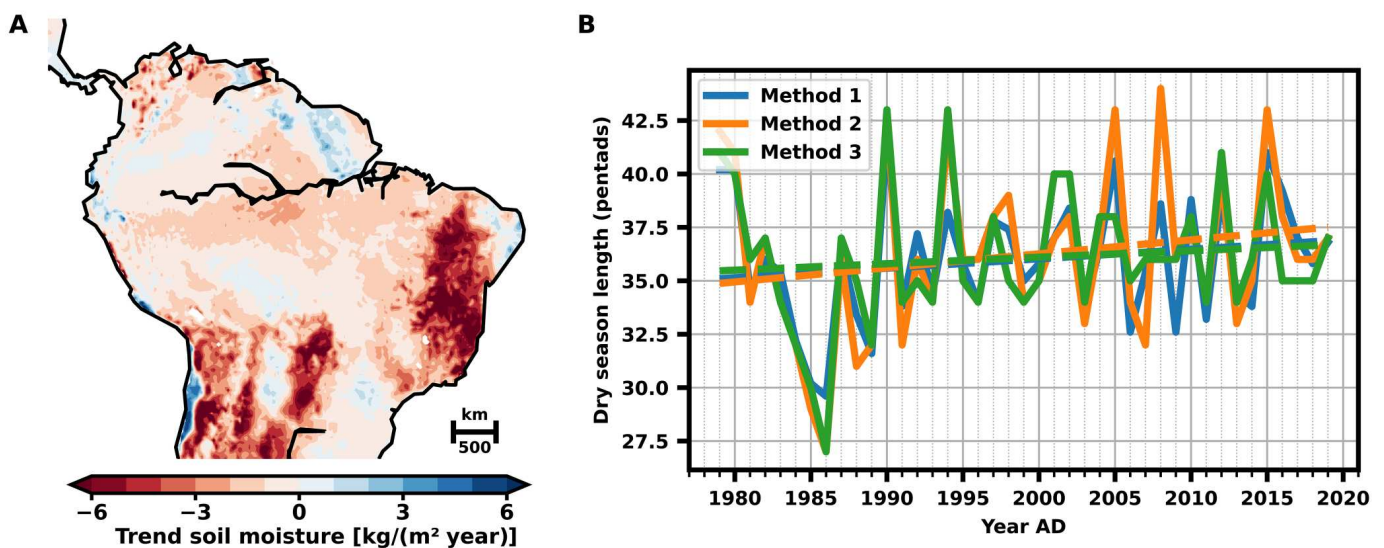 A
km
500
−6 −3 0 3 6
Trend soil moisture [kg/(m² year)]
B
Method 1
Method 2
Method 3
Dry season length (pentads)
42.5
40.0
37.5
35.0
32.5
30.0
27.5
1980 1985 1990 1995 2000 2005 2010 2015 2020
Year AD